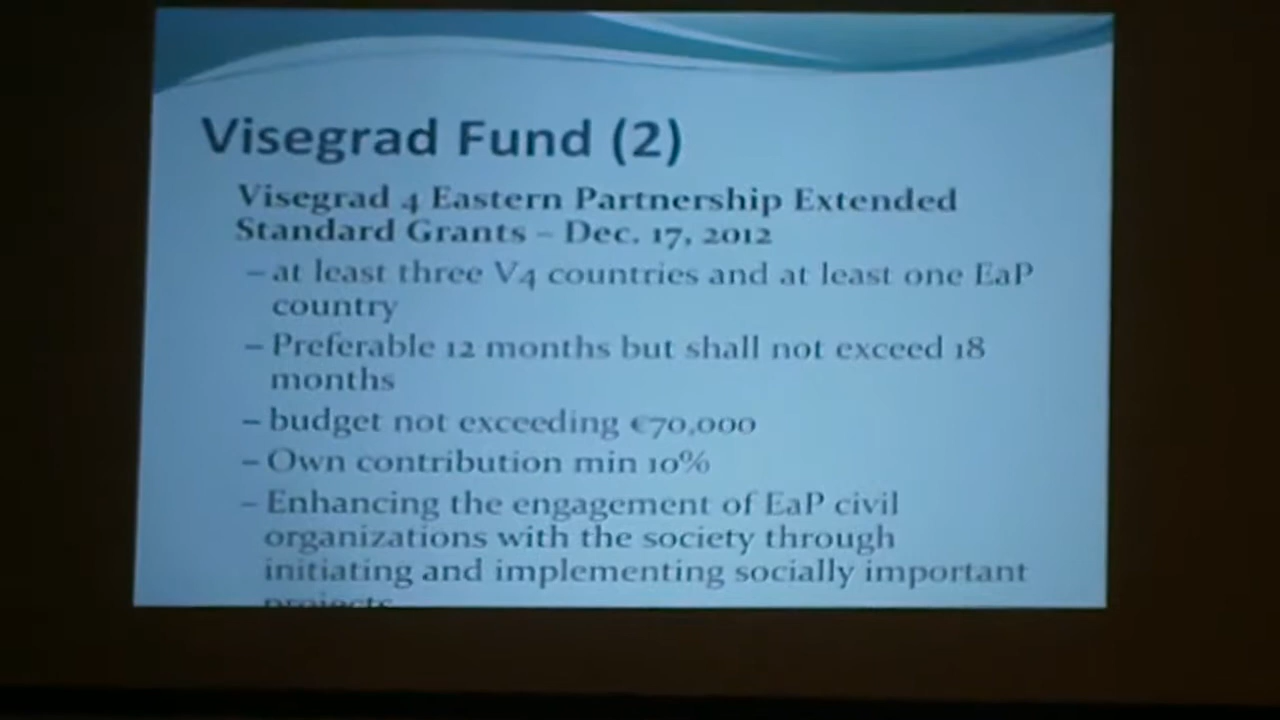 Visegrad Fund (2)
Visegrad 4 Eastern Partnership Extended
Standard Grants – Dec. 17, 2012
– at least three V4 countries and at least one EaP
country
– Preferable 12 months but shall not exceed 18
months
– budget not exceeding €70,000
– Own contribution min 10%
– Enhancing the engagement of EaP civil
organizations with the society through
initiating and implementing socially important
projects